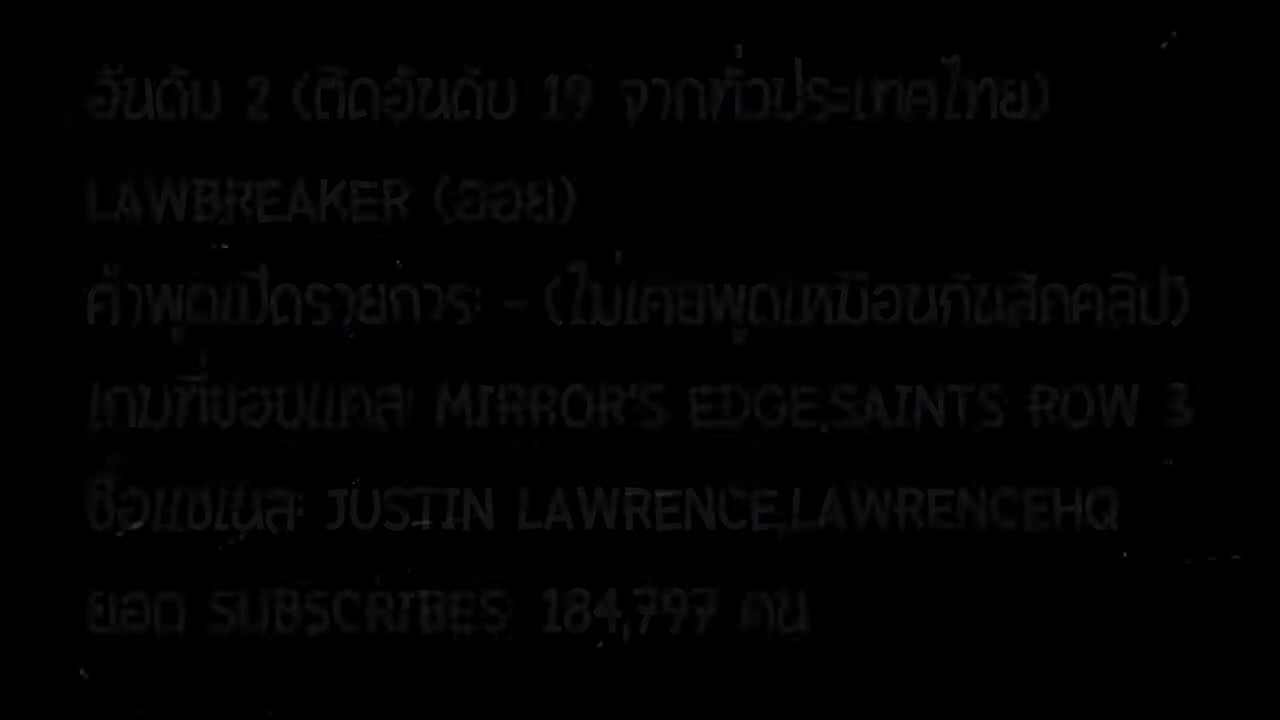 อันดับ 2 (ติดอันดับ 19 จากทั่วประเทศไทย)
LAWBREAKER (ลอย)
คำพูดเปิดรายการ: - (ไม่เคยพูดเหมือนกันสักคลิป)
เกมที่ชอบแคส: MIRROR'S EDGE,SAINTS ROW 3
ชื่อแชนแนล: JUSTIN LAWRENCE,LAWRENCEHQ
ยอด SUBSCRIBES: 184,797 คน